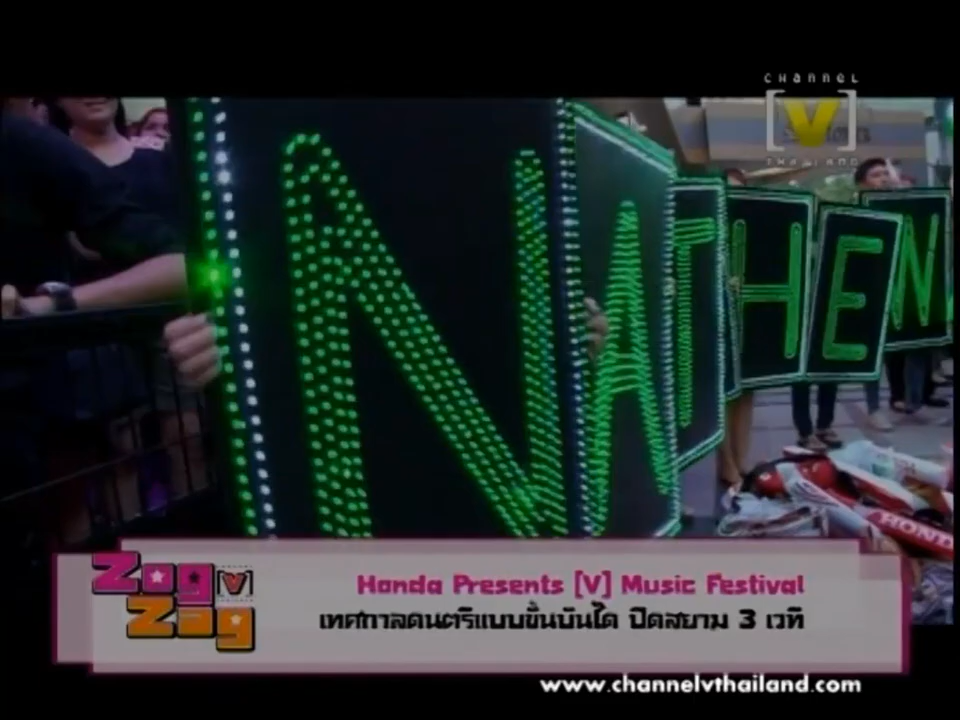 CHANNEL
[V]
THAILAND
NATHEN
HONDA
Zog [V]
Zag
Honda Presents [V] Music Festival
เทศกาลดนตรีแบบขั้นบันได ปิดสยาม 3 เวที
www.channelvthailand.com